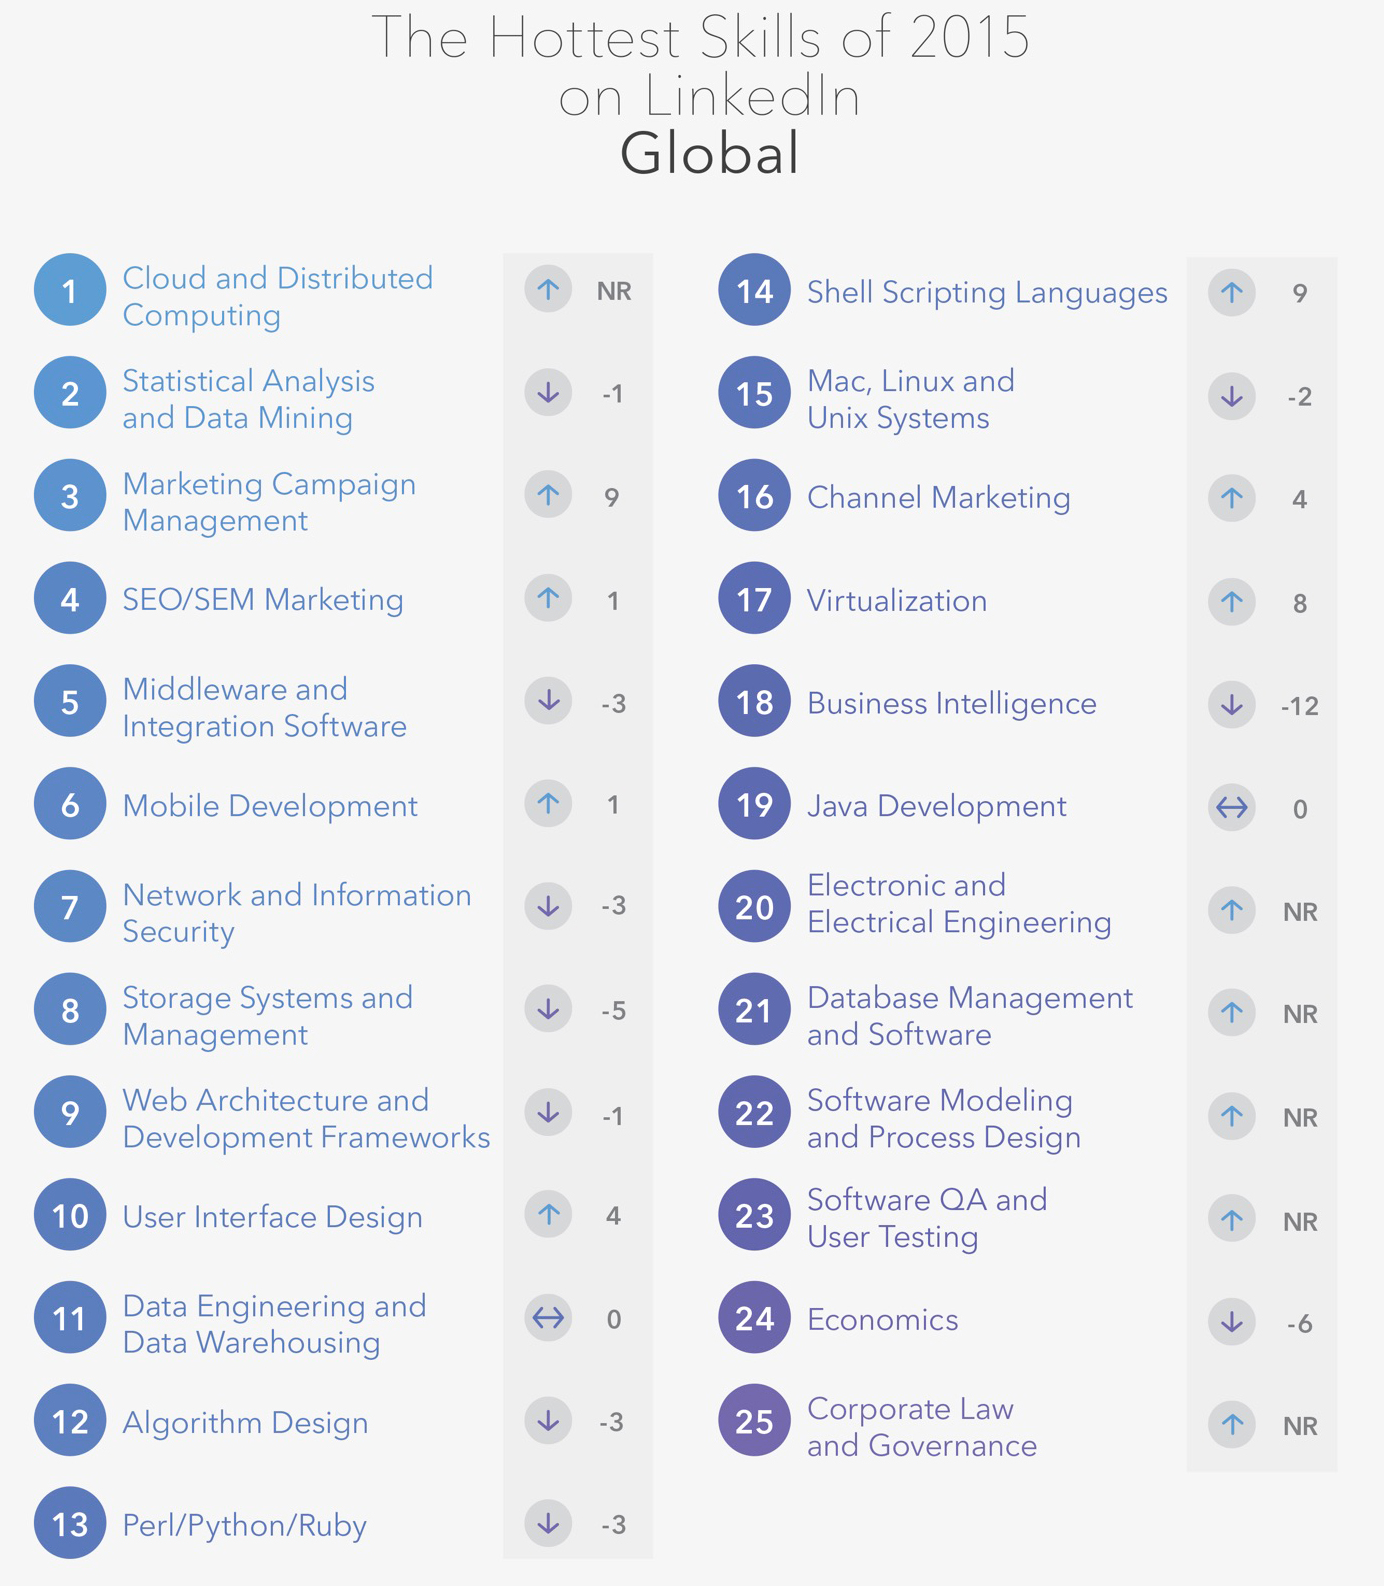 The Hottest Skills of 2015
on LinkedIn
Global
1 Cloud and Distributed
Computing
↑ NR
2 Statistical Analysis
and Data Mining
↓ -1
3 Marketing Campaign
Management
↑ 9
4 SEO/SEM Marketing ↑ 1
5 Middleware and
Integration Software
↓ -3
6 Mobile Development ↑ 1
7 Network and Information
Security
↓ -3
8 Storage Systems and
Management
↓ -5
9 Web Architecture and
Development Frameworks
↓ -1
10 User Interface Design ↑ 4
11 Data Engineering and
Data Warehousing
↔ 0
12 Algorithm Design ↓ -3
13 Perl/Python/Ruby ↓ -3
14 Shell Scripting Languages ↑ 9
15 Mac, Linux and
Unix Systems
↓ -2
16 Channel Marketing ↑ 4
17 Virtualization ↑ 8
18 Business Intelligence ↓ -12
19 Java Development ↔ 0
20 Electronic and
Electrical Engineering
↑ NR
21 Database Management
and Software
↑ NR
22 Software Modeling
and Process Design
↑ NR
23 Software QA and
User Testing
↑ NR
24 Economics ↓ -6
25 Corporate Law
and Governance
↑ NR